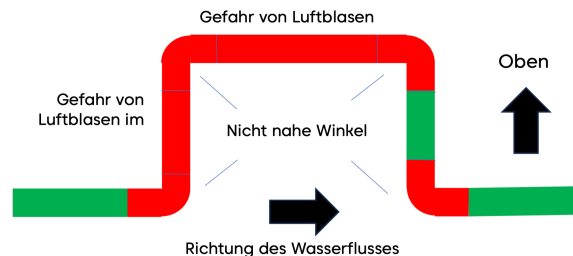 Gefahr von Luftblasen
Oben
Gefahr von
Luftblasen im
Nicht nahe Winkel
Richtung des Wasserflusses